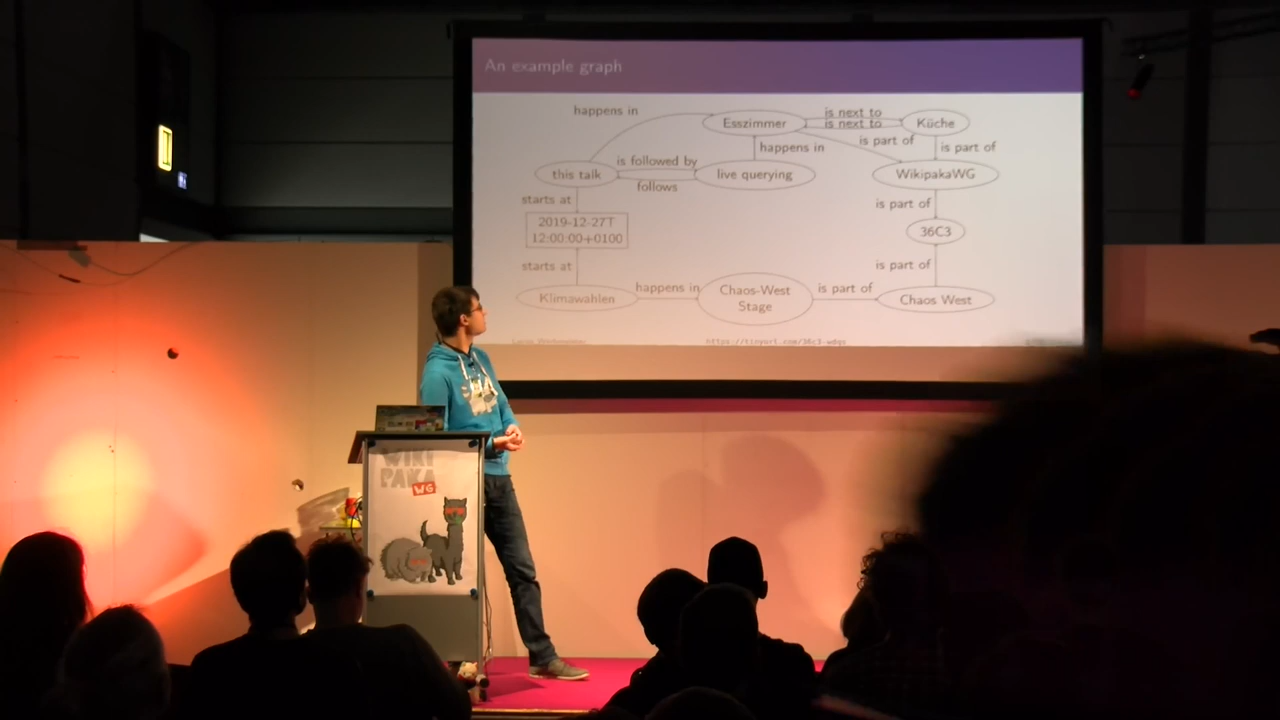 An example graph
happens in
Esszimmer
is next to
is next to
Küche
happens in
is part of
is part of
this talk
is followed by
follows
live querying
WikipakaWG
starts at
2019-12-27T
12:00:00+0100
is part of
36C3
starts at
is part of
Klimawahlen
happens in
Chaos-West
Stage
is part of
Chaos West
https://tinyurl.com/36c3-wdqs
WIKI
PAKA
WG